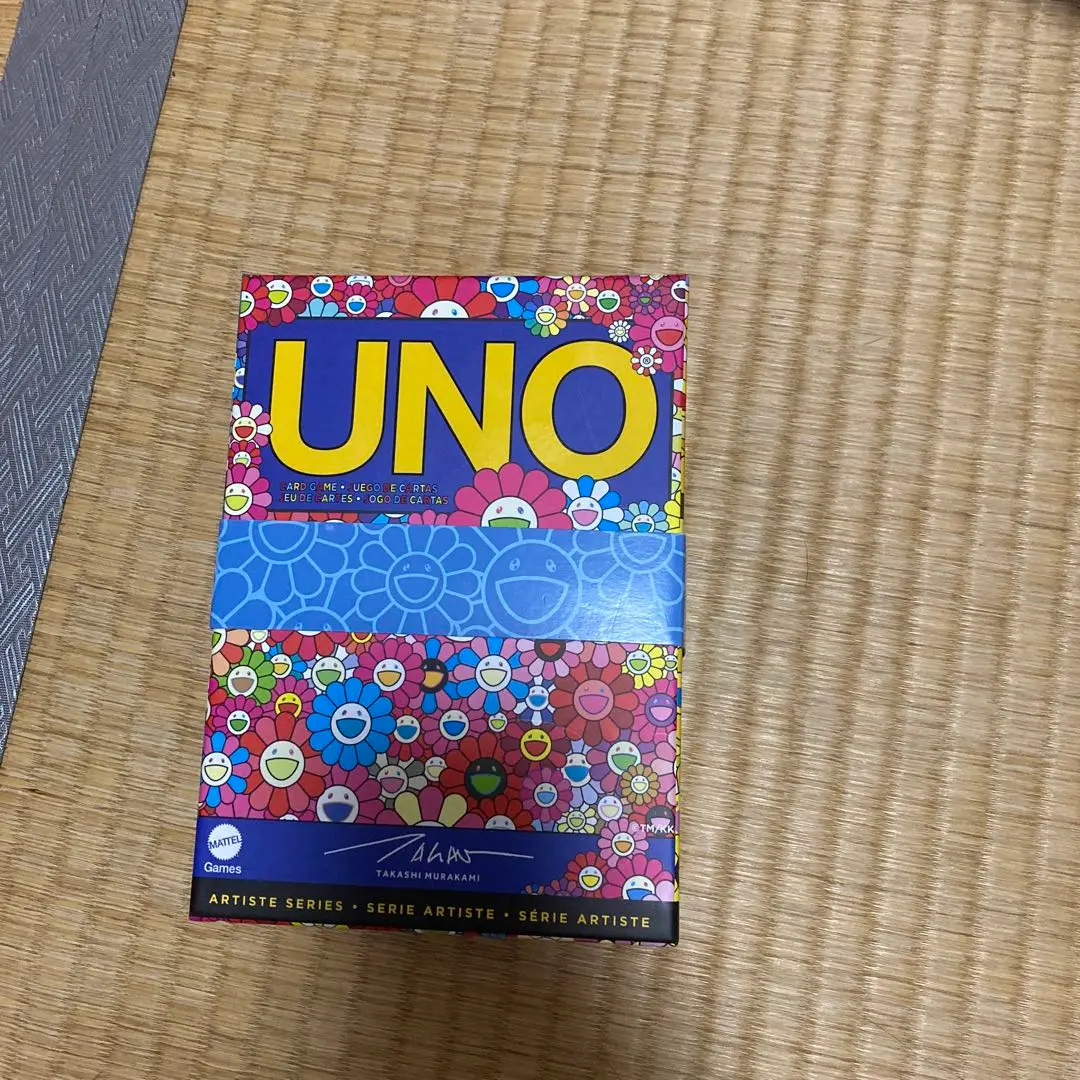 UNO
®
CARD GAME • JUEGO DE CARTAS
JEU DE CARTES • JOGO DE CARTAS
©TM/KK
MATTEL
Games
TAKASHI MURAKAMI
ARTISTE SERIES • SERIE ARTISTE • SÉRIE ARTISTE